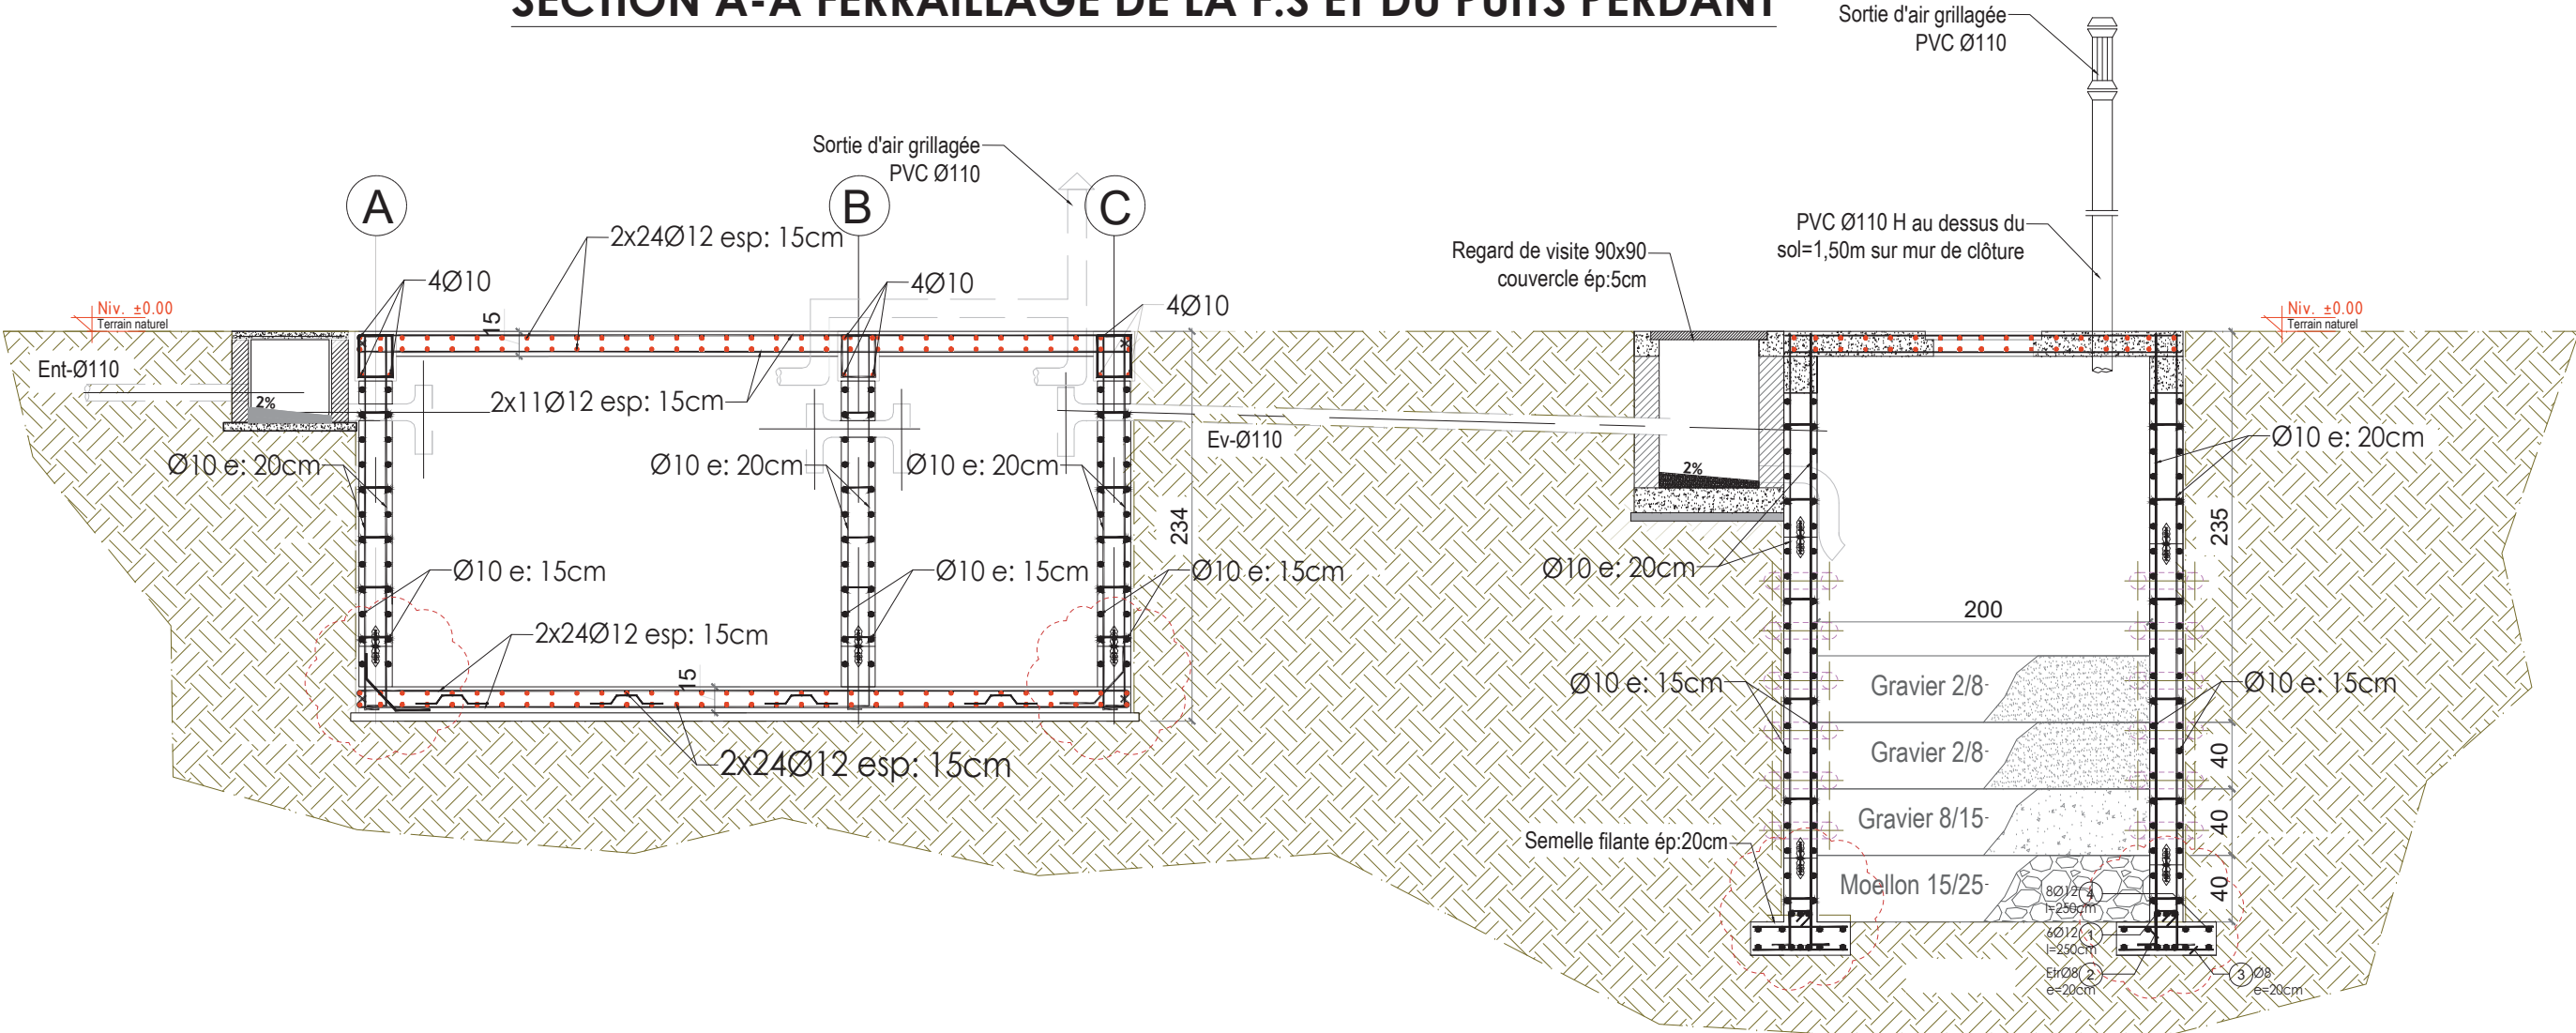 SECTION A-A FERRAILLAGE DE LA F.S ET DU PUITS PERDANT
Sortie d'air grillagée
PVC Ø110
Sortie d'air grillagée
PVC Ø110
A
B
C
2x24Ø12 esp: 15cm
PVC Ø110 H au dessus du
sol=1,50m sur mur de clôture
Regard de visite 90x90
couvercle ép:5cm
4Ø10
4Ø10
4Ø10
Niv. ±0.00
Terrain naturel
Niv. ±0.00
Terrain naturel
15
Ent-Ø110
2%
2x11Ø12 esp: 15cm
Ev-Ø110
Ø10 e: 20cm
Ø10 e: 20cm
Ø10 e: 20cm
Ø10 e: 20cm
2%
234
235
Ø10 e: 15cm
Ø10 e: 15cm
Ø10 e: 15cm
Ø10 e: 20cm
200
2x24Ø12 esp: 15cm
15
Ø10 e: 15cm
Gravier 2/8
Ø10 e: 15cm
2x24Ø12 esp: 15cm
Gravier 2/8
40
Gravier 8/15
40
Semelle filante ép:20cm
Moellon 15/25
40
8Ø12 4
l=250cm
6Ø12 1
l=250cm
EtrØ8 2
e=20cm
3 Ø8
e=20cm